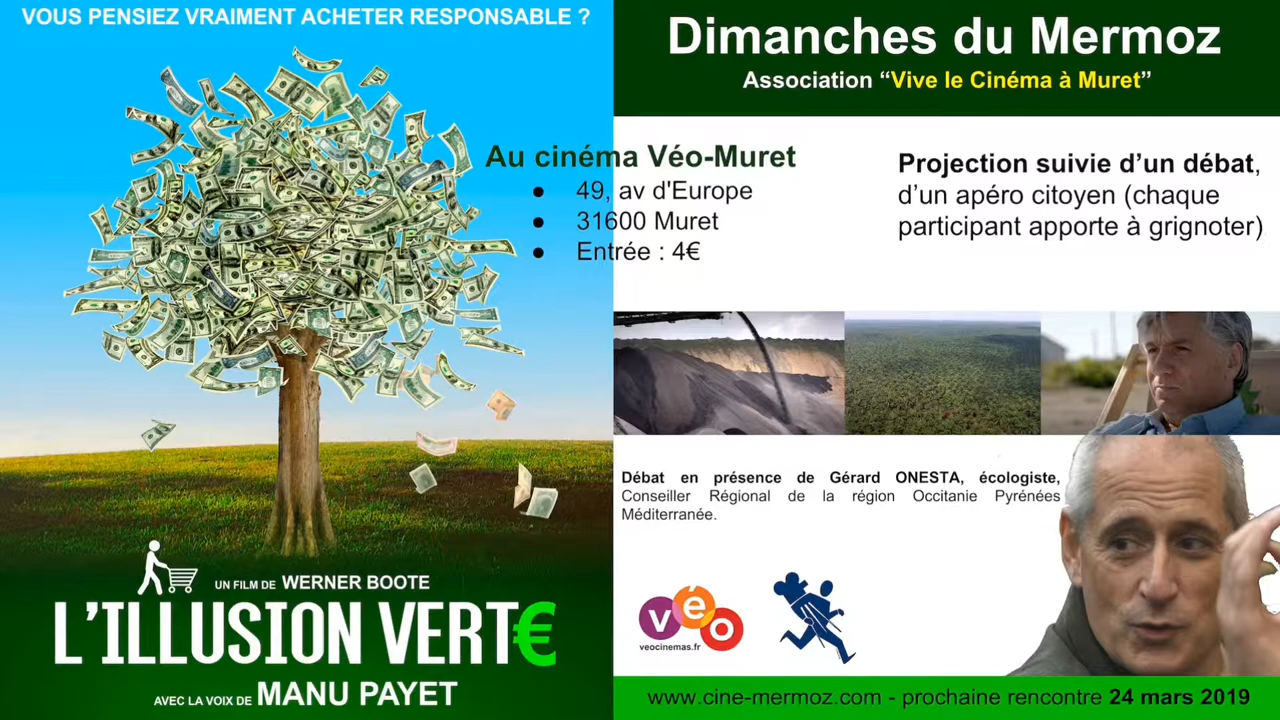 VOUS PENSIEZ VRAIMENT ACHETER RESPONSABLE ?
UN FILM DE WERNER BOOTE
L'ILLUSION VERT€
AVEC LA VOIX DE MANU PAYET
Dimanches du Mermoz
Association “Vive le Cinéma à Muret”
Au cinéma Véo-Muret
● 49, av d'Europe
● 31600 Muret
● Entrée : 4€
Projection suivie d’un débat,
d’un apéro citoyen (chaque
participant apporte à grignoter)
Débat en présence de Gérard ONESTA, écologiste,
Conseiller Régional de la région Occitanie Pyrénées
Méditerranée.
véo
veocinemas.fr
www.cine-mermoz.com - prochaine rencontre 24 mars 2019